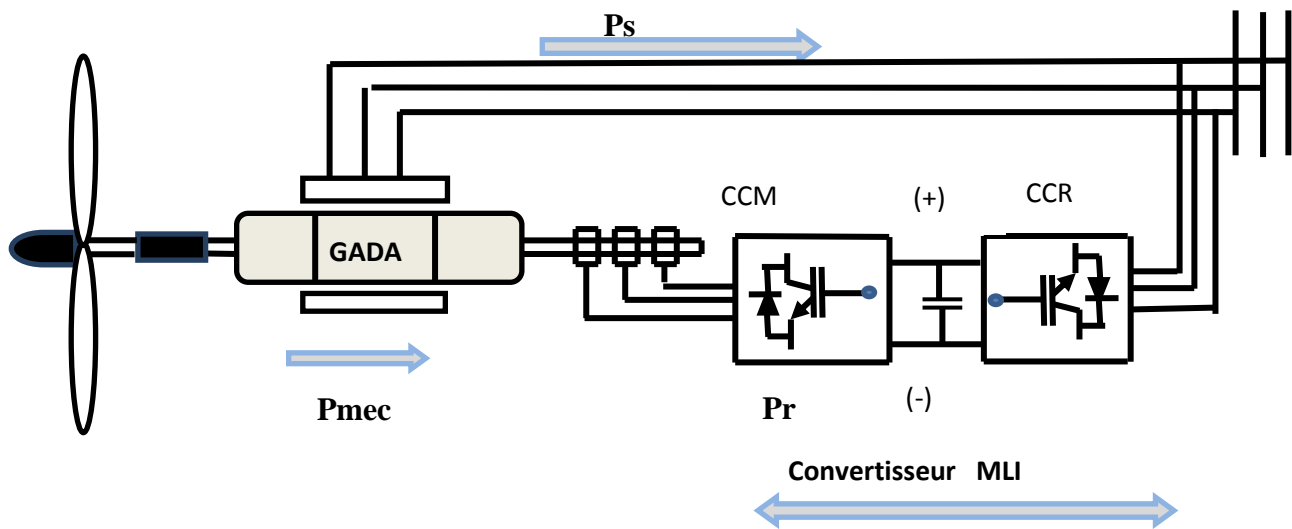 Ps
CCM
(+)
CCR
GADA
Pmec
Pr
(-)
Convertisseur MLI